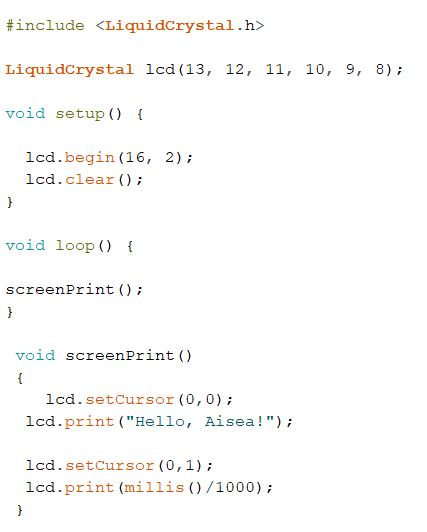 #include <LiquidCrystal.h>
LiquidCrystal lcd(13, 12, 11, 10, 9, 8);
void setup() {
lcd.begin(16, 2);
lcd.clear();
}
void loop() {
screenPrint();
}
void screenPrint()
{
lcd.setCursor(0,0);
lcd.print("Hello, Aisea!");
lcd.setCursor(0,1);
lcd.print(millis()/1000);
}